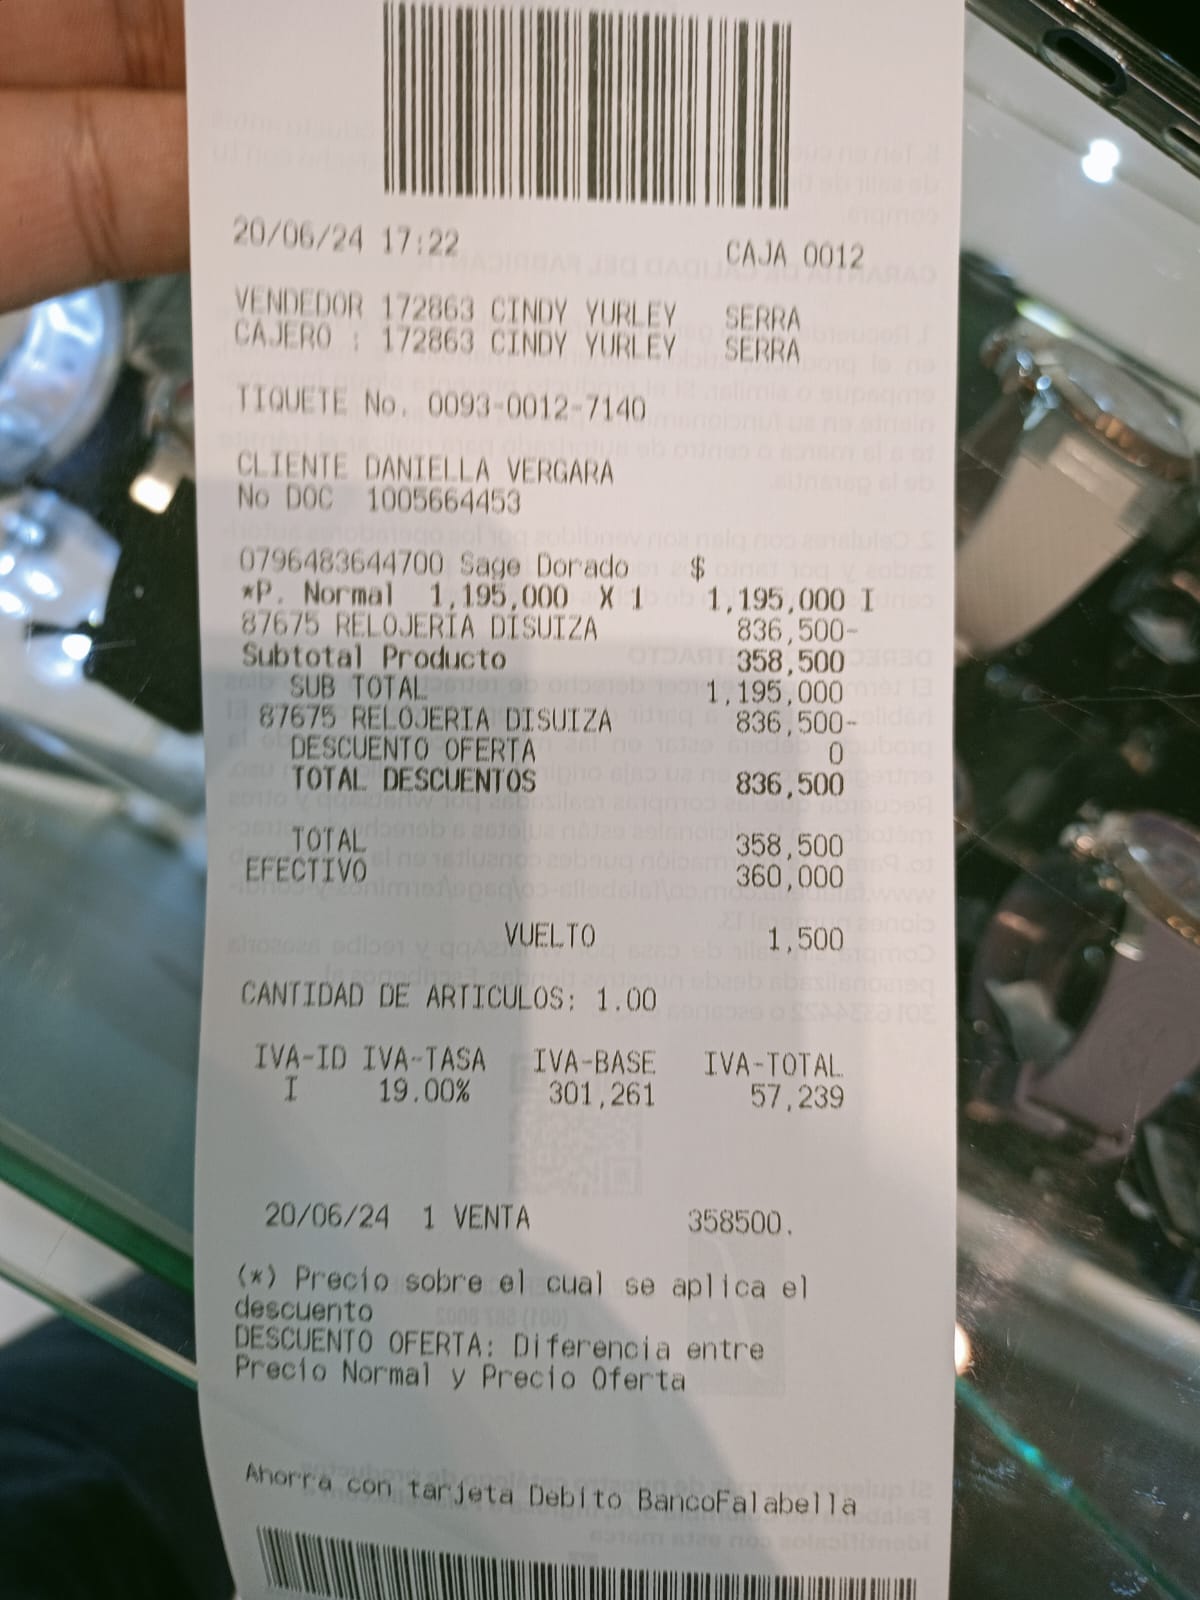 20/06/24 17:22 CAJA 0012
VENDEDOR 172863 CINDY YURLEY SERRA
CAJERO : 172863 CINDY YURLEY SERRA
TIQUETE No. 0093-0012-7140
CLIENTE DANIELLA VERGARA
No DOC 1005664453
0796483644700 Sage Dorado $
*P. Normal 1,195,000 X 1 1,195,000 I
87675 RELOJERIA DISUIZA 836,500-
Subtotal Producto 358,500
SUB TOTAL 1,195,000
87675 RELOJERIA DISUIZA 836,500-
DESCUENTO OFERTA 0
TOTAL DESCUENTOS 836,500
TOTAL 358,500
EFECTIVO 360,000
VUELTO 1,500
CANTIDAD DE ARTICULOS: 1.00
IVA-ID IVA-TASA IVA-BASE IVA-TOTAL
I 19.00% 301,261 57,239
20/06/24 1 VENTA 358500.
(*) Precio sobre el cual se aplica el
descuento
DESCUENTO OFERTA: Diferencia entre
Precio Normal y Precio Oferta
Ahorra con tarjeta Debito BancoFalabella